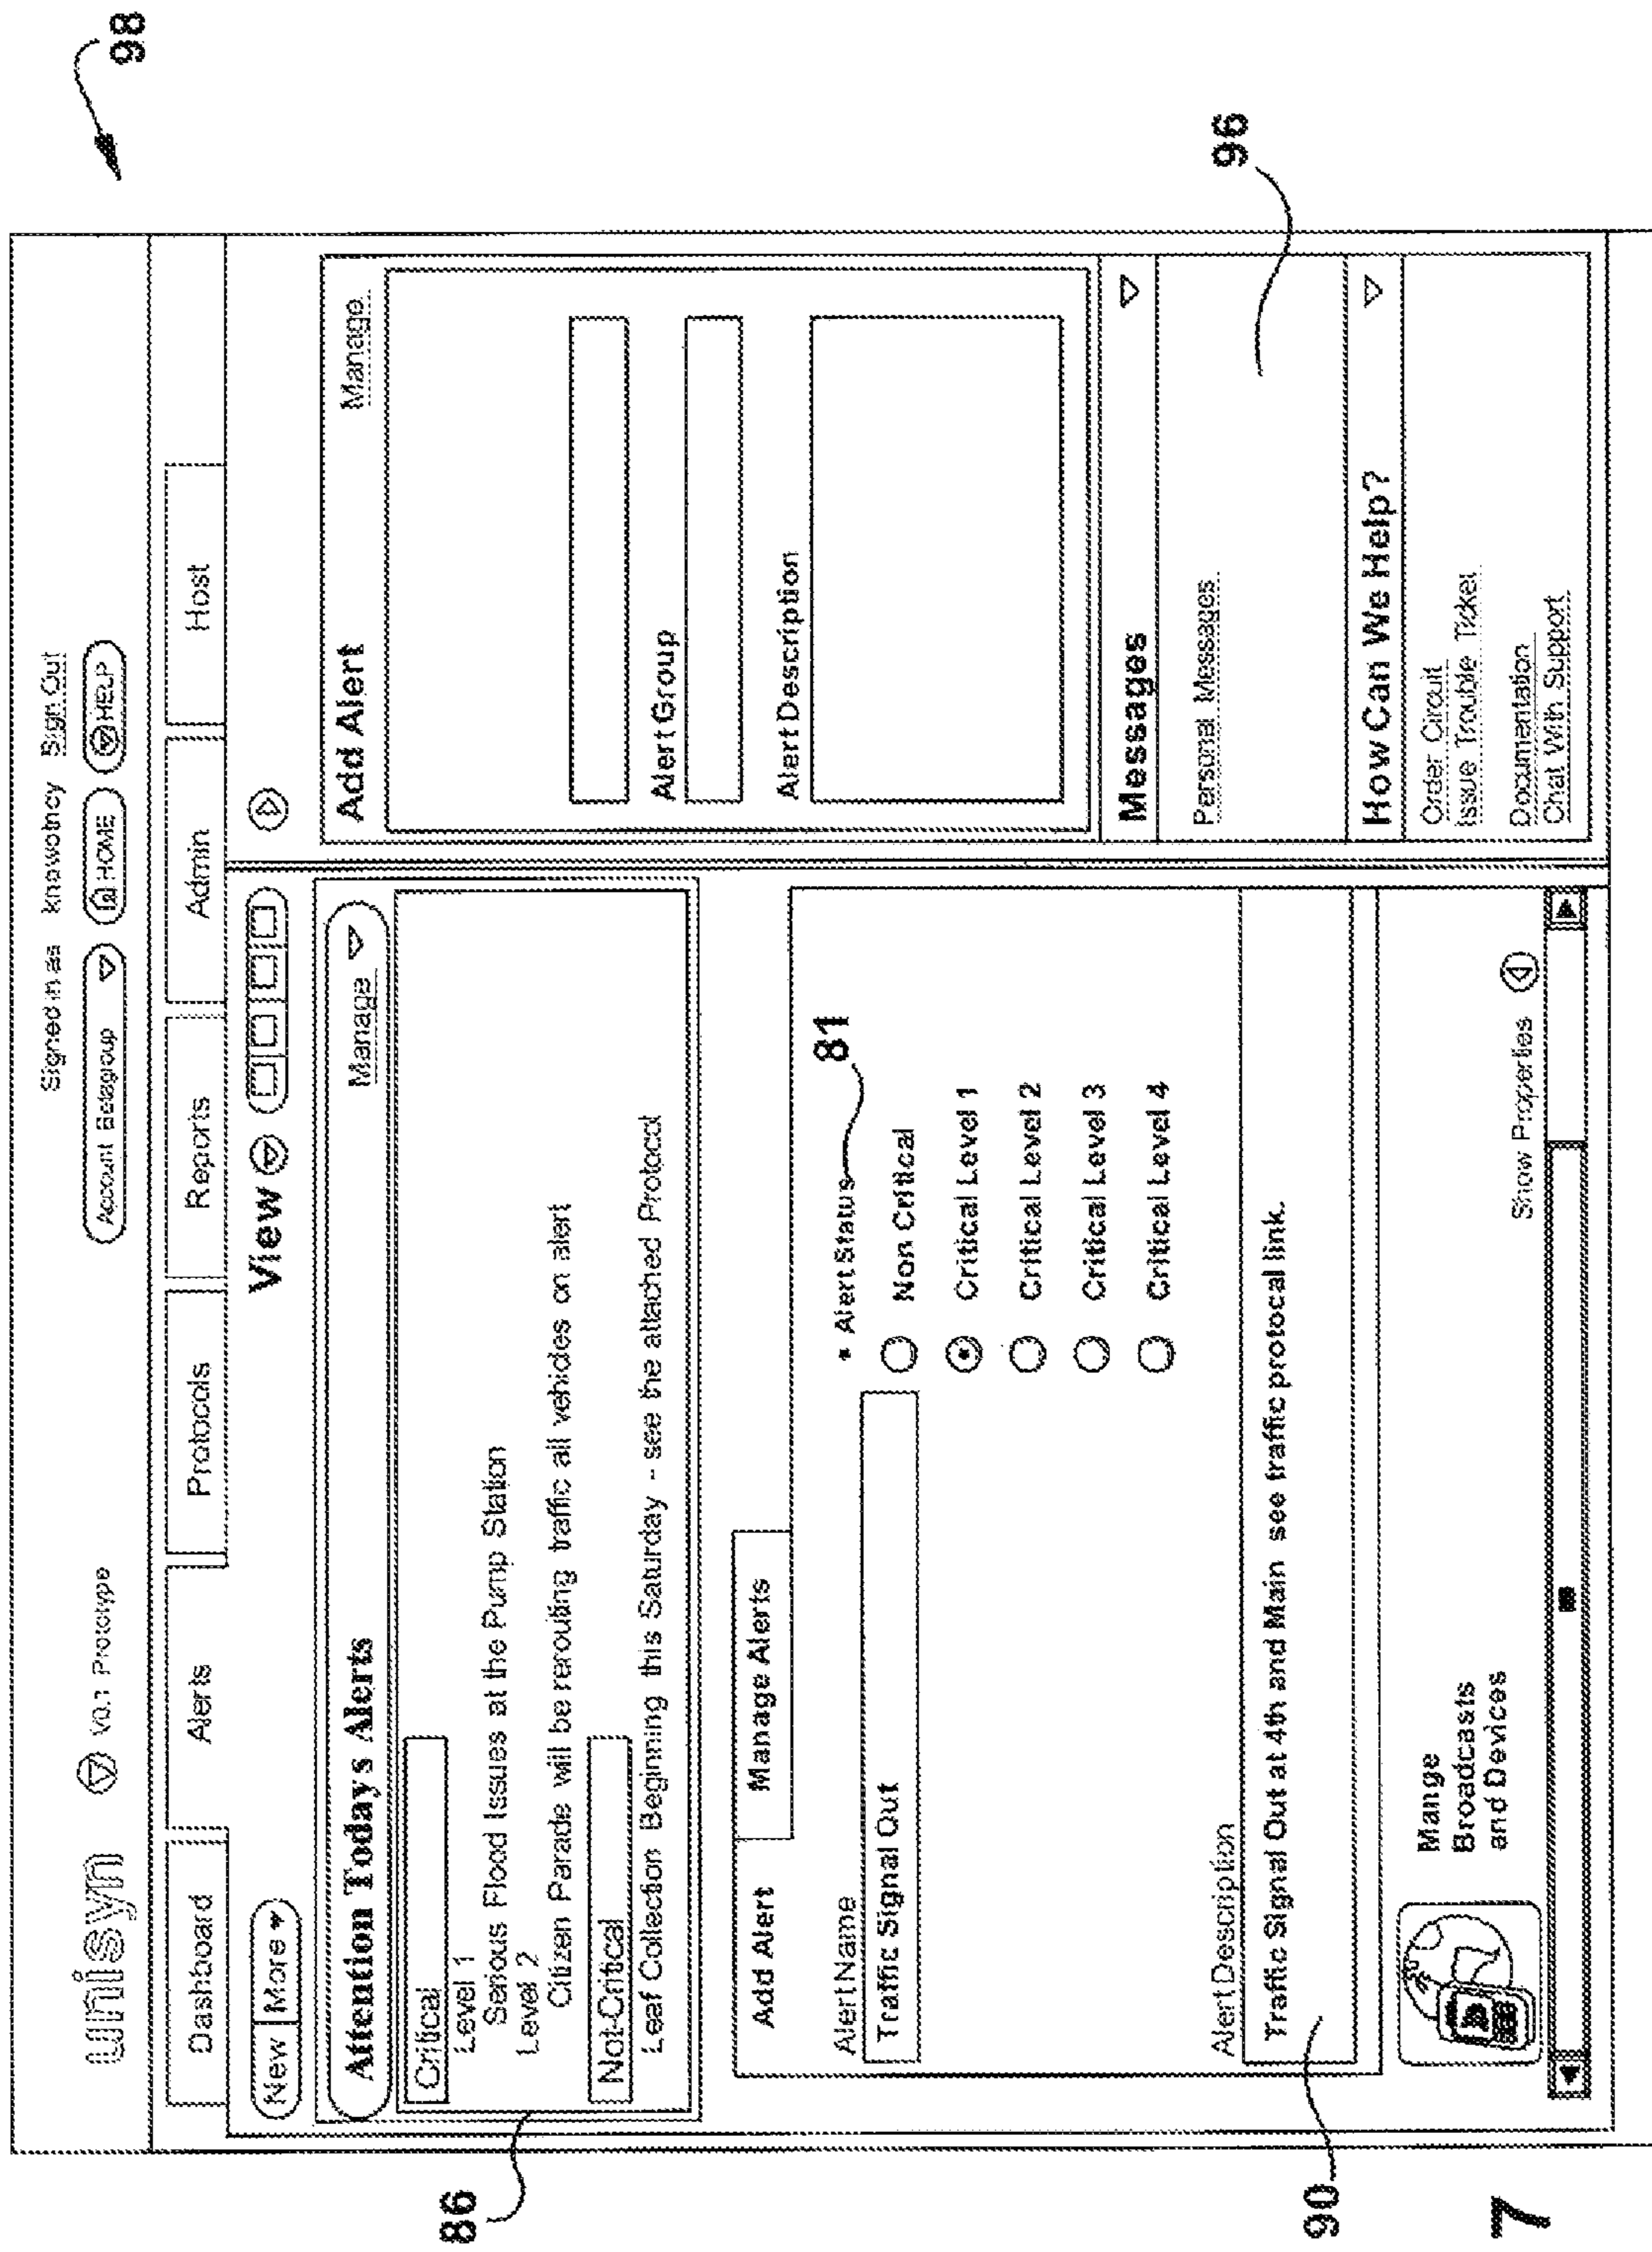 98
Signed in as knowotny Sign Out
unisyn V0.1 Prototype
Account Betagroup HOME HELP
Dashboard Alerts Protocols Reports Admin Host
New More View
Attention Todays Alerts Manage
Critical
Level 1
Serious Flood Issues at the Pump Station
Level 2
Citizen Parade will be rerouting traffic all vehicles on alert
Not-Critical
Leaf Collection Beginning this Saturday - see the attached Protocol
86
Add Alert Manage Alerts
Alert Name
Traffic Signal Out
* Alert Status 81
Non Critical
Critical Level 1
Critical Level 2
Critical Level 3
Critical Level 4
Alert Description
Traffic Signal Out at 4th and Main see traffic protocal link.
90
Mange
Broadcasts
and Devices
Show Properties
Add Alert Manage
Alert Group
Alert Description
Messages
Personal Messages
96
How Can We Help?
Order Circuit
Issue Trouble Ticket
Documentation
Chat With Support
7